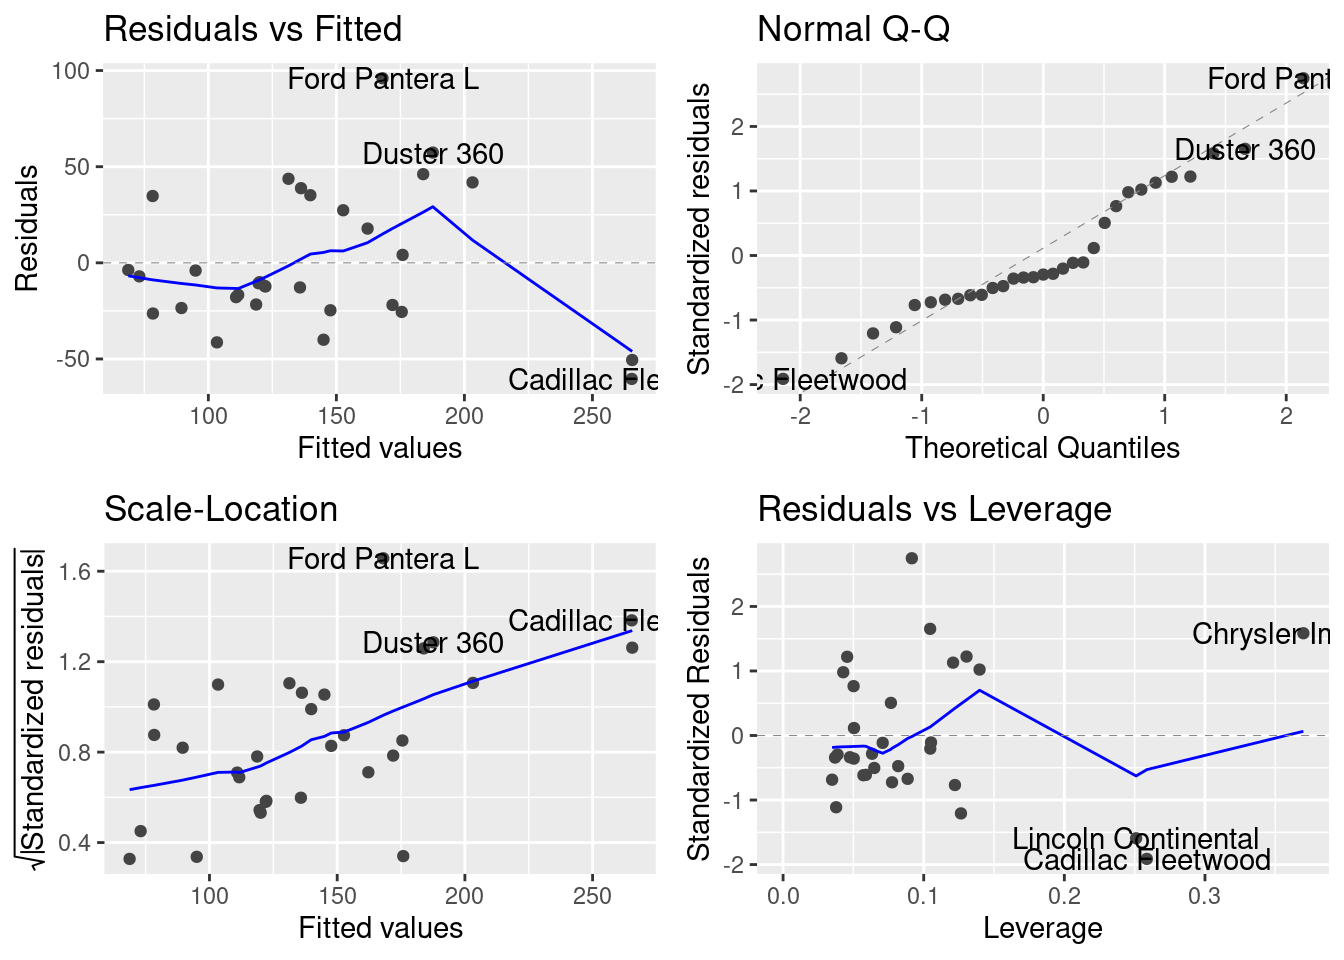 Residuals vs Fitted
Residuals
100
50
0
-50
Ford Pantera L
Duster 360
Cadillac Fle
100 150 200 250
Fitted values
Normal Q-Q
Standardized residuals
2
1
0
-1
-2
Ford Pant
Duster 360
c Fleetwood
-2 -1 0 1 2
Theoretical Quantiles
Scale-Location
√|Standardized residuals|
1.6
1.2
0.8
0.4
Ford Pantera L
Cadillac Fle
Duster 360
100 150 200 250
Fitted values
Residuals vs Leverage
Standardized Residuals
2
1
0
-1
-2
Chrysler Im
Lincoln Continental
Cadillac Fleetwood
0.0 0.1 0.2 0.3
Leverage